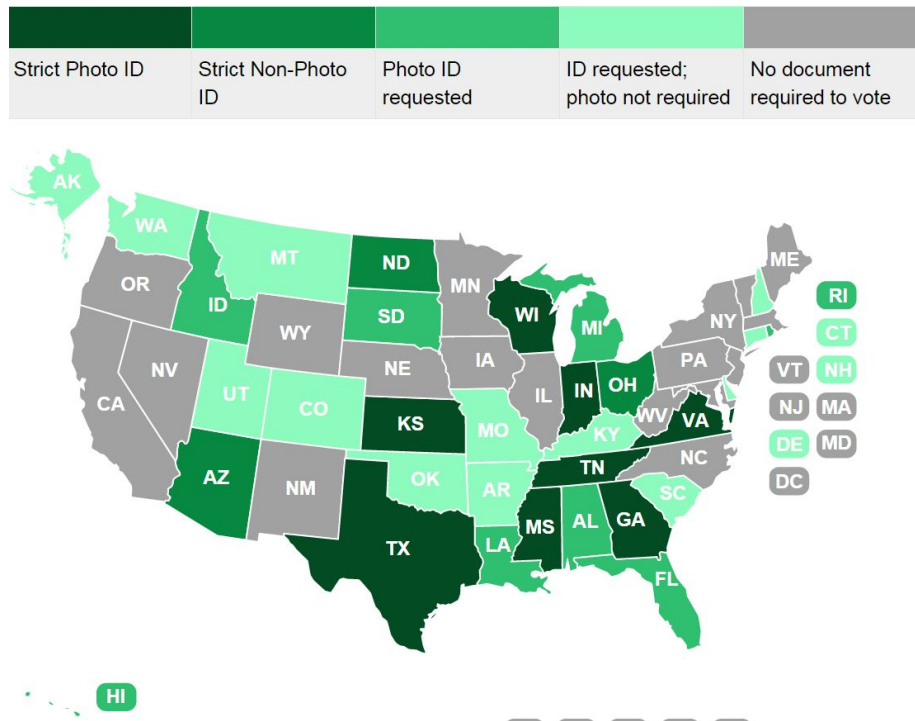 Strict Photo ID
Strict Non-Photo
ID
Photo ID
requested
ID requested;
photo not required
No document
required to vote
AK
WA
MT
ND
MN
ME
OR
ID
SD
WI
MI
NY
RI
WY
CT
NV
NE
IA
PA
VT
NH
CA
UT
CO
IL
IN
OH
WV
VA
NJ
MA
KS
MO
KY
DE
MD
AZ
NM
OK
AR
TN
NC
DC
SC
TX
LA
MS
AL
GA
FL
HI